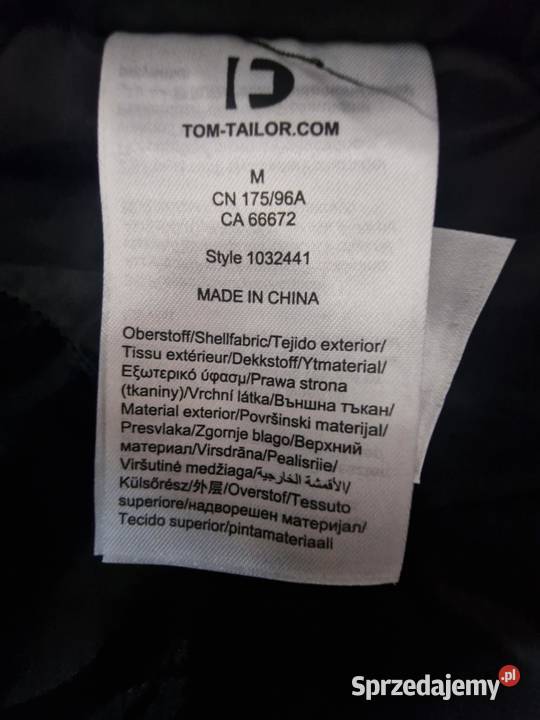 TOM-TAILOR.COM
M
CN 175/96A
CA 66672
Style 1032441
MADE IN CHINA
Oberstoff/Shellfabric/Tejido exterior/
Tissu extérieur/Dekkstoff/Ytmaterial/
Εξωτερικό ύφασμ/Prawa strona
(tkaniny)/Vrchní látka/Външна тъкан/
Material exterior/Površinski materijal/
Presvlaka/Zgornje blago/Верхний
материал/Virsdrāna/Pealisriie/
Viršutinė medžiaga/الأقمشة الخارجية/
Külsőrész/外层/Overstof/Tessuto
superiore/надворешен материјал/
Tecido superior/pintamateriaali
Sprzedajemy.pl